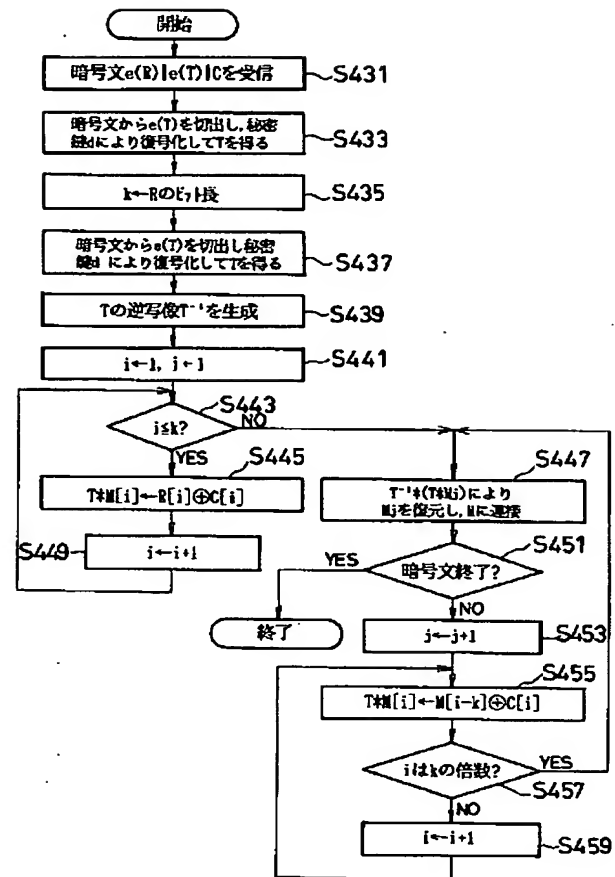 開始
暗号文e(R)|e(T)|Cを受信
S431
暗号文からe(T)を切出し,秘密
鍵dにより復号化してTを得る
S433
k←Rのビット長
S435
暗号文からe(T)を切出し秘密
鍵d により復号化してTを得る
S437
Tの逆写像T⁻¹を生成
S439
i←1, j←1
S441
S443
j≦k?
NO
YES
S445
T*M[i]←R[i]⊕C[i]
S449
i←i+1
S447
T⁻¹*(T*Mj)により
Mjを復元し,Mに連接
S451
YES
暗号文終了?
終了
NO
j←j+1
S453
S455
T*M[i]←M[i-k]⊕C[i]
iはkの倍数?
YES
S457
NO
i←i+1
S459